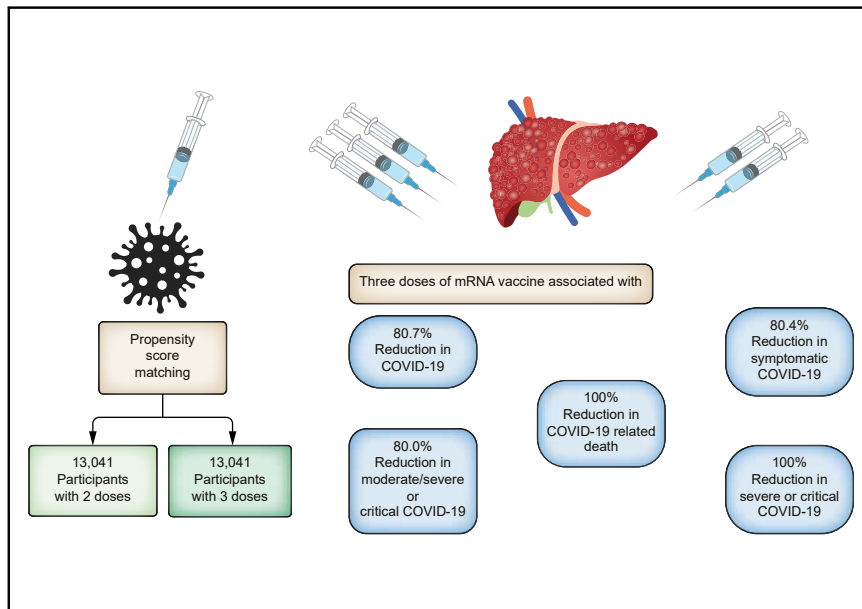 Propensity
score
matching
13,041
Participants
with 2 doses
13,041
Participants
with 3 doses
Three doses of mRNA vaccine associated with
80.7%
Reduction in
COVID-19
80.0%
Reduction in
moderate/severe
or
critical COVID-19
100%
Reduction in
COVID-19 related
death
80.4%
Reduction in
symptomatic
COVID-19
100%
Reduction in
severe or critical
COVID-19